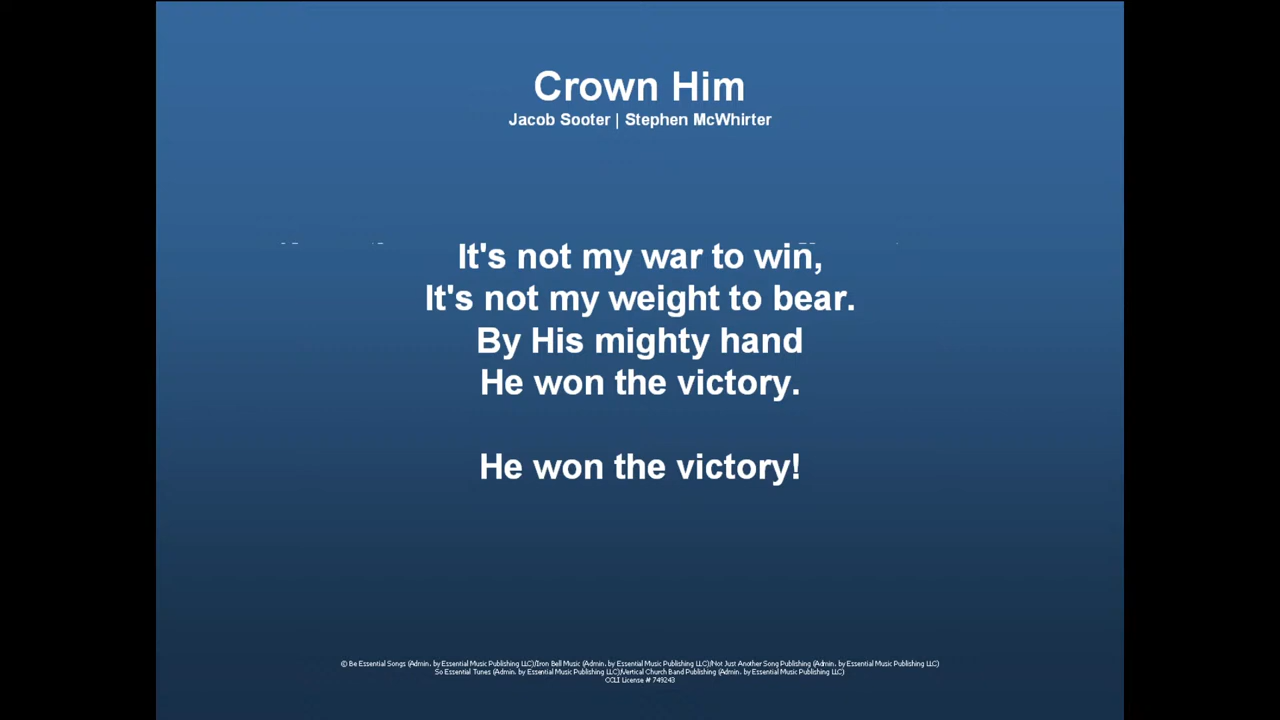 Crown Him
Jacob Sooter | Stephen McWhirter
It's not my war to win,
It's not my weight to bear.
By His mighty hand
He won the victory.
He won the victory!
© Be Essential Songs (Admin. by Essential Music Publishing LLC)/Iron Bell Music (Admin. by Essential Music Publishing LLC)/Not Just Another Song Publishing (Admin. by Essential Music Publishing LLC)
So Essential Tunes (Admin. by Essential Music Publishing LLC)/Vertical Church Band Publishing (Admin. by Essential Music Publishing LLC)
CCLI License # 749243